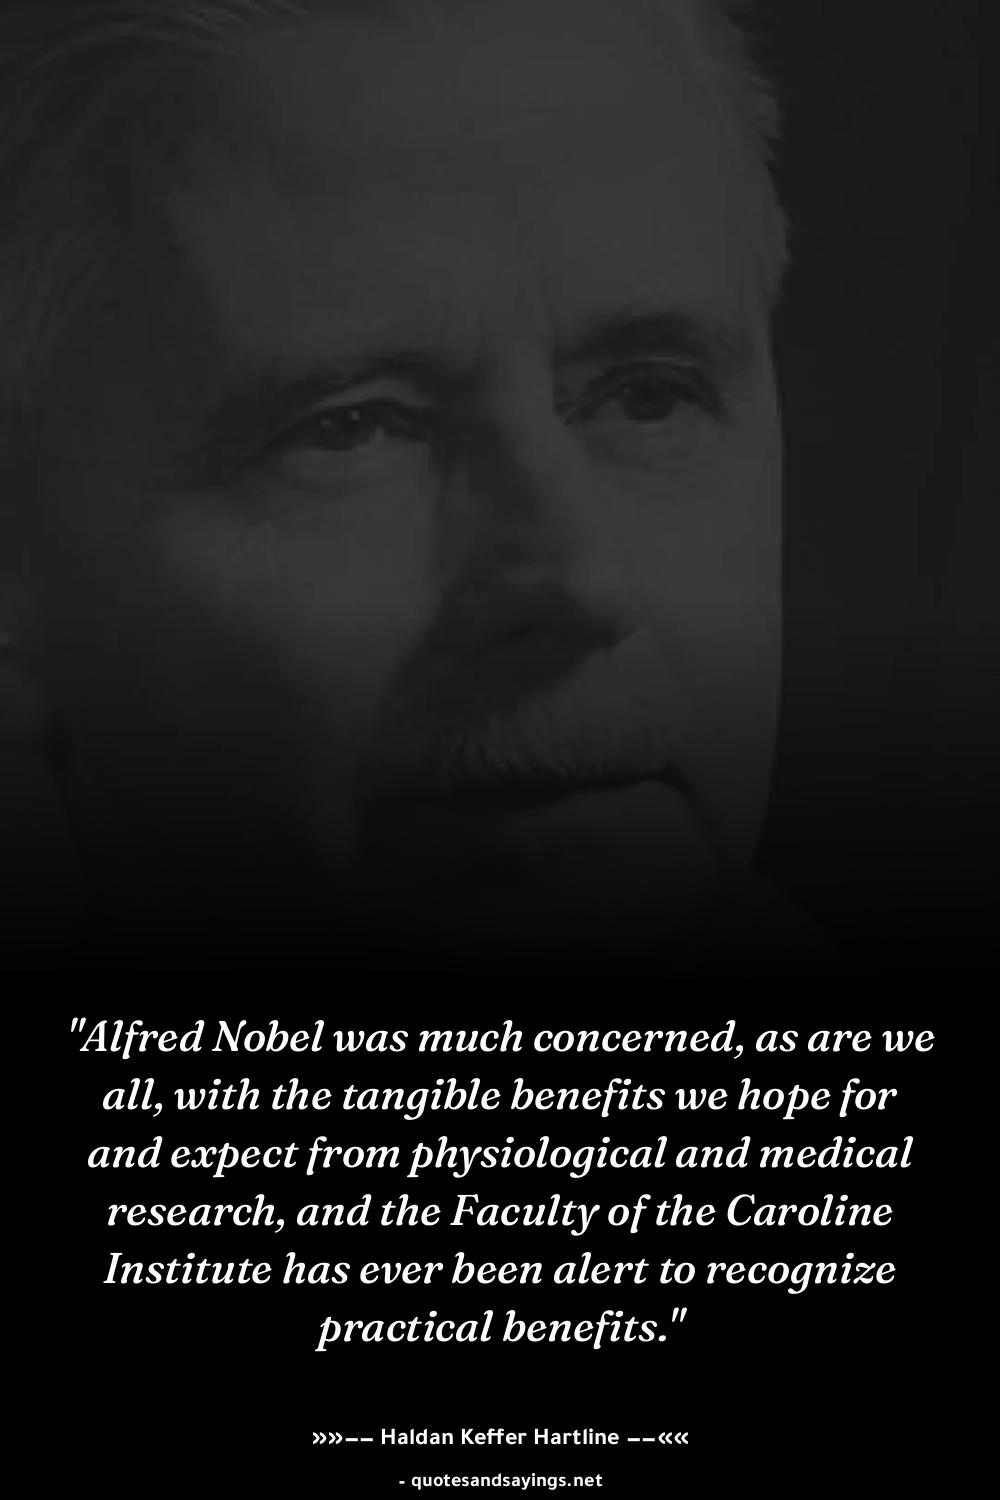 "Alfred Nobel was much concerned, as are we
all, with the tangible benefits we hope for
and expect from physiological and medical
research, and the Faculty of the Caroline
Institute has ever been alert to recognize
practical benefits."
»»−− Haldan Keffer Hartline −−««
- quotesandsayings.net